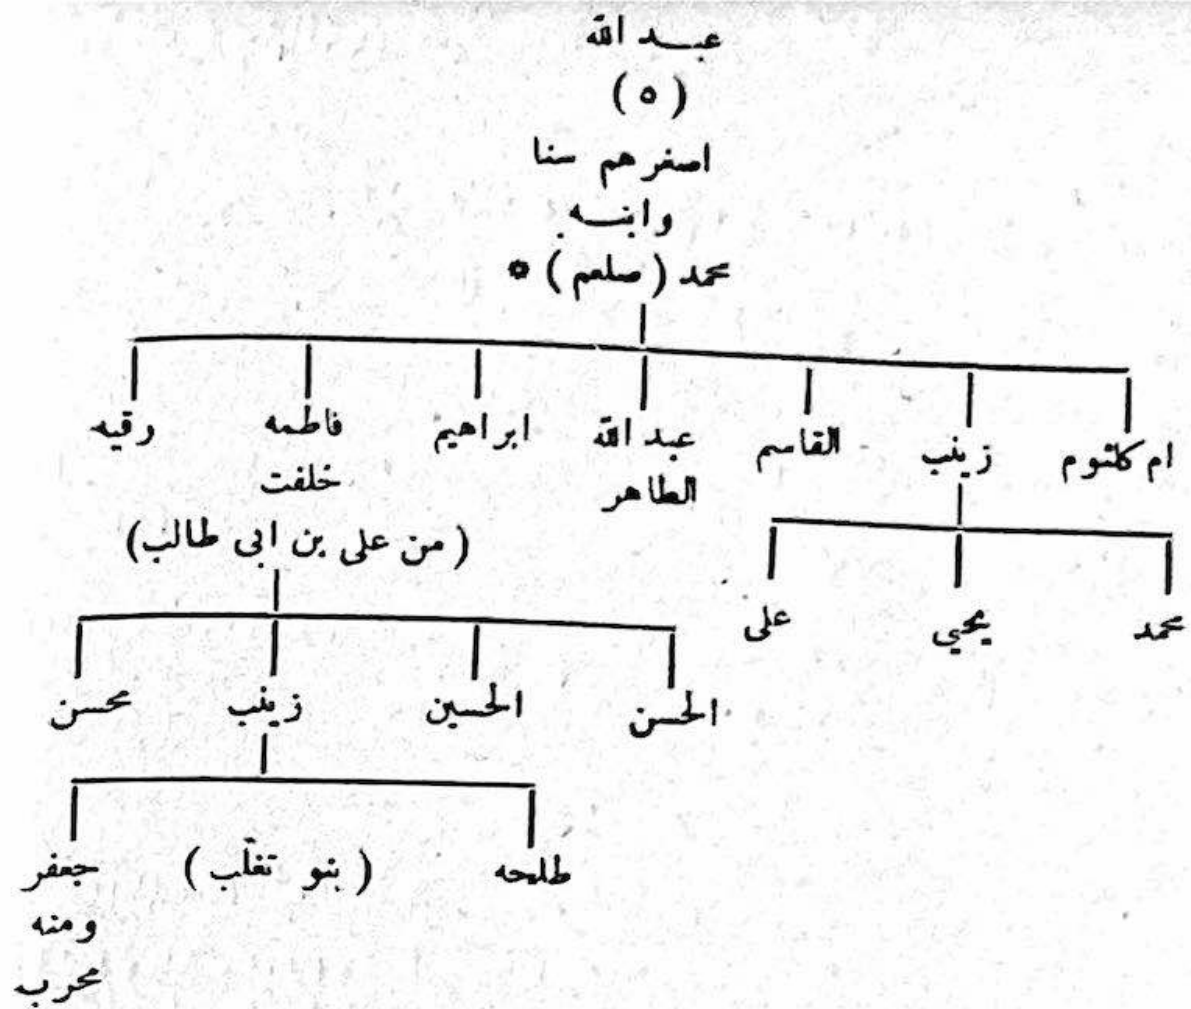 عبد الله
( ٥ )
اصغرهم سنا
وابنه
محمد ( صلعم ) *
ام كلثوم زينب القاسم عبد الله ابراهيم فاطمه رقيه
الطاهر خلفت
( من على بن ابى طالب )
محمد يحيي على
الحسن الحسين زينب محسن
طلحه ( بنو تغلب ) جعفر
ومنه
محرب